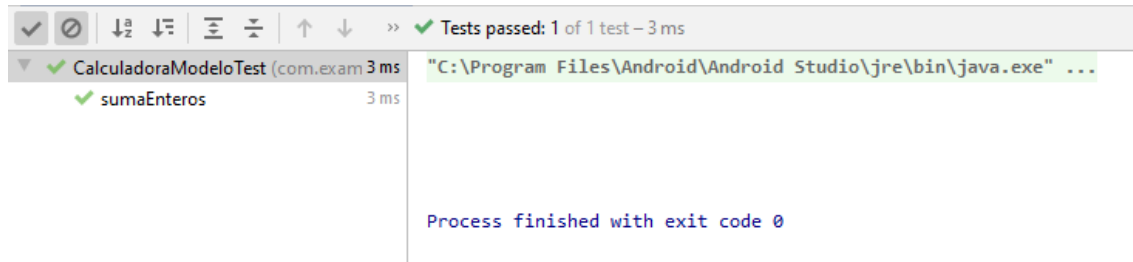 Tests passed: 1 of 1 test – 3 ms
CalculadoraModeloTest (com.exam 3 ms
sumaEnteros 3 ms
"C:\Program Files\Android\Android Studio\jre\bin\java.exe" ...
Process finished with exit code 0